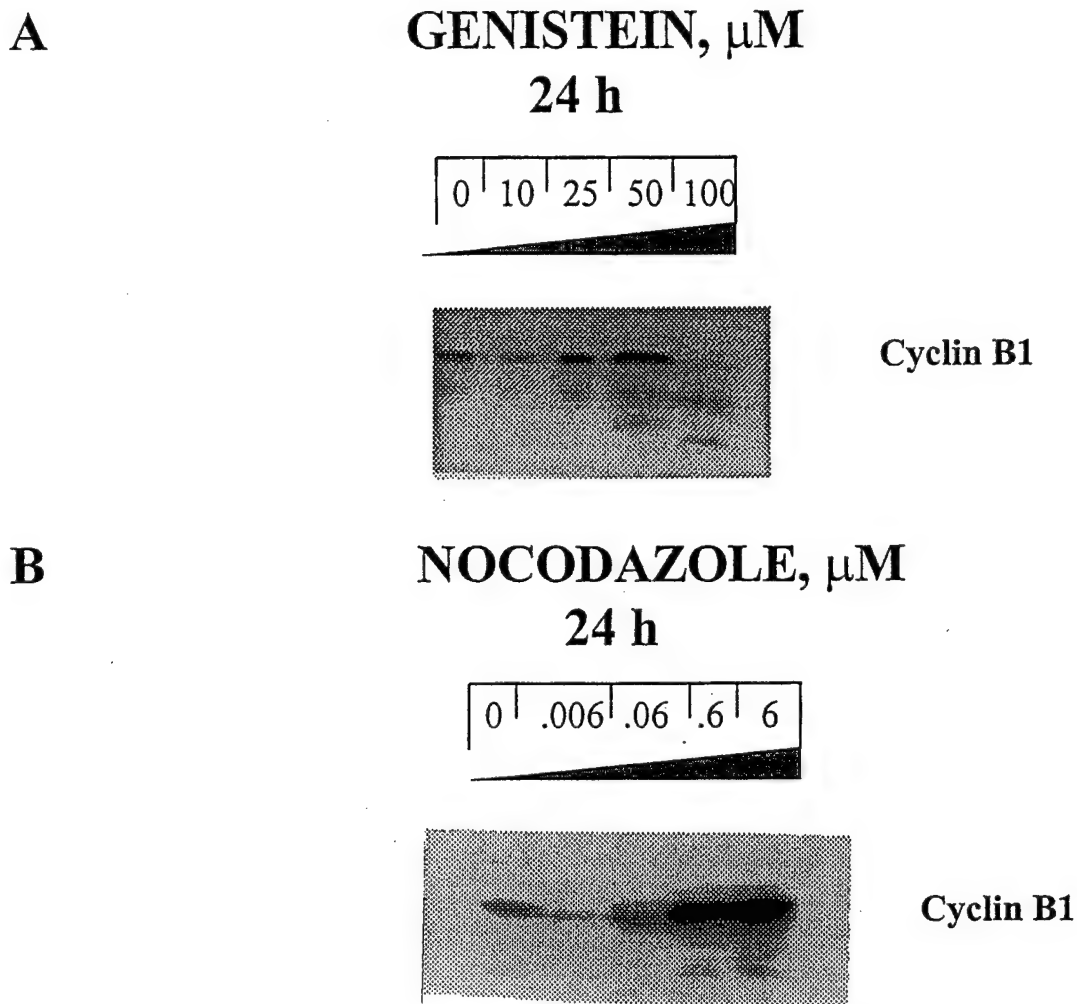 A
GENISTEIN, μM
24 h
0 10 25 50 100
Cyclin B1
B
NOCODAZOLE, μM
24 h
0 .006 .06 .6 6
Cyclin B1